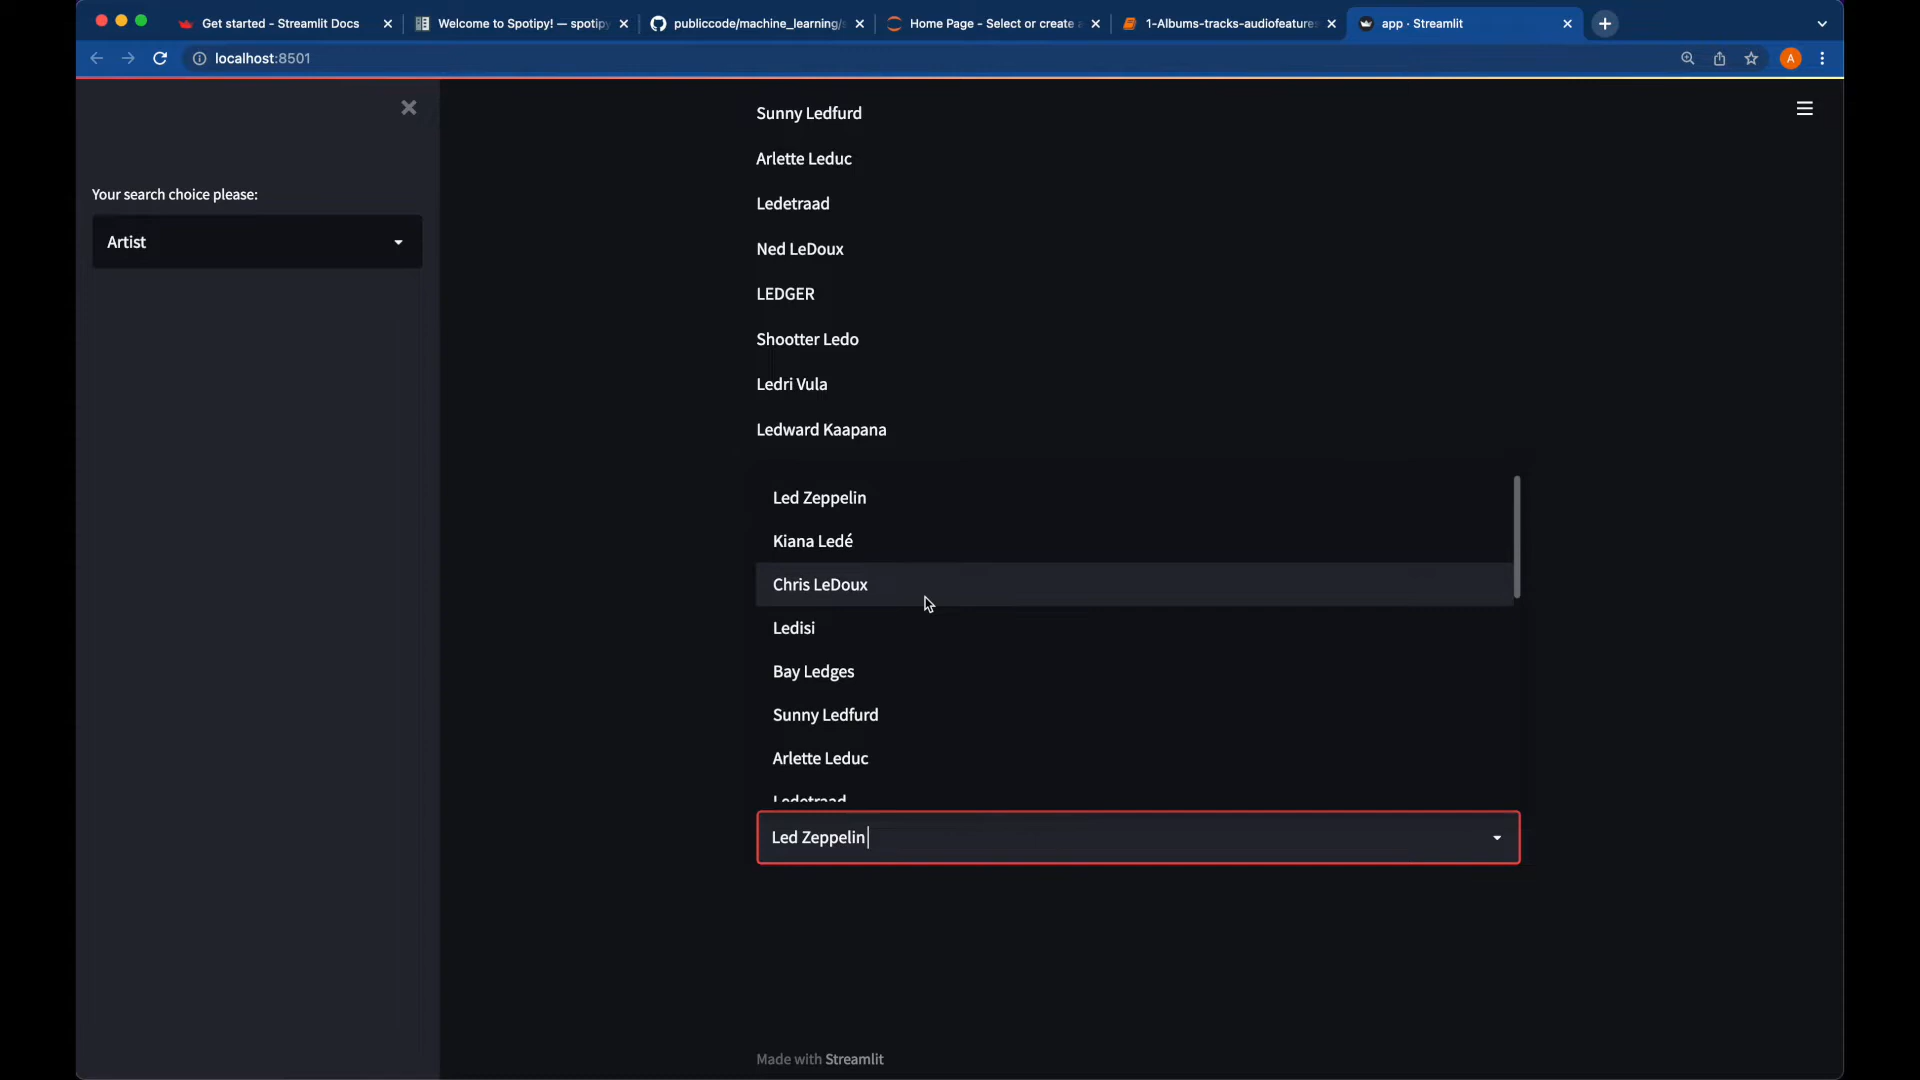 Get started - Streamlit Docs
Welcome to Spotipy! — spotipy
publiccode/machine_learning/
Home Page - Select or create
1-Albums-tracks-audiofeature
app · Streamlit
localhost:8501
A
Your search choice please:
Artist
Sunny Ledfurd
Arlette Leduc
Ledetraad
Ned LeDoux
LEDGER
Shootter Ledo
Ledri Vula
Ledward Kaapana
Led Zeppelin
Kiana Ledé
Chris LeDoux
Ledisi
Bay Ledges
Sunny Ledfurd
Arlette Leduc
Ledetraad
Led Zeppelin
Made with Streamlit